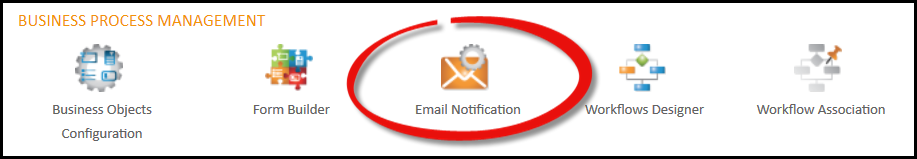 BUSINESS PROCESS MANAGEMENT
Business Objects
Configuration
Form Builder
Email Notification
Workflows Designer
Workflow Association